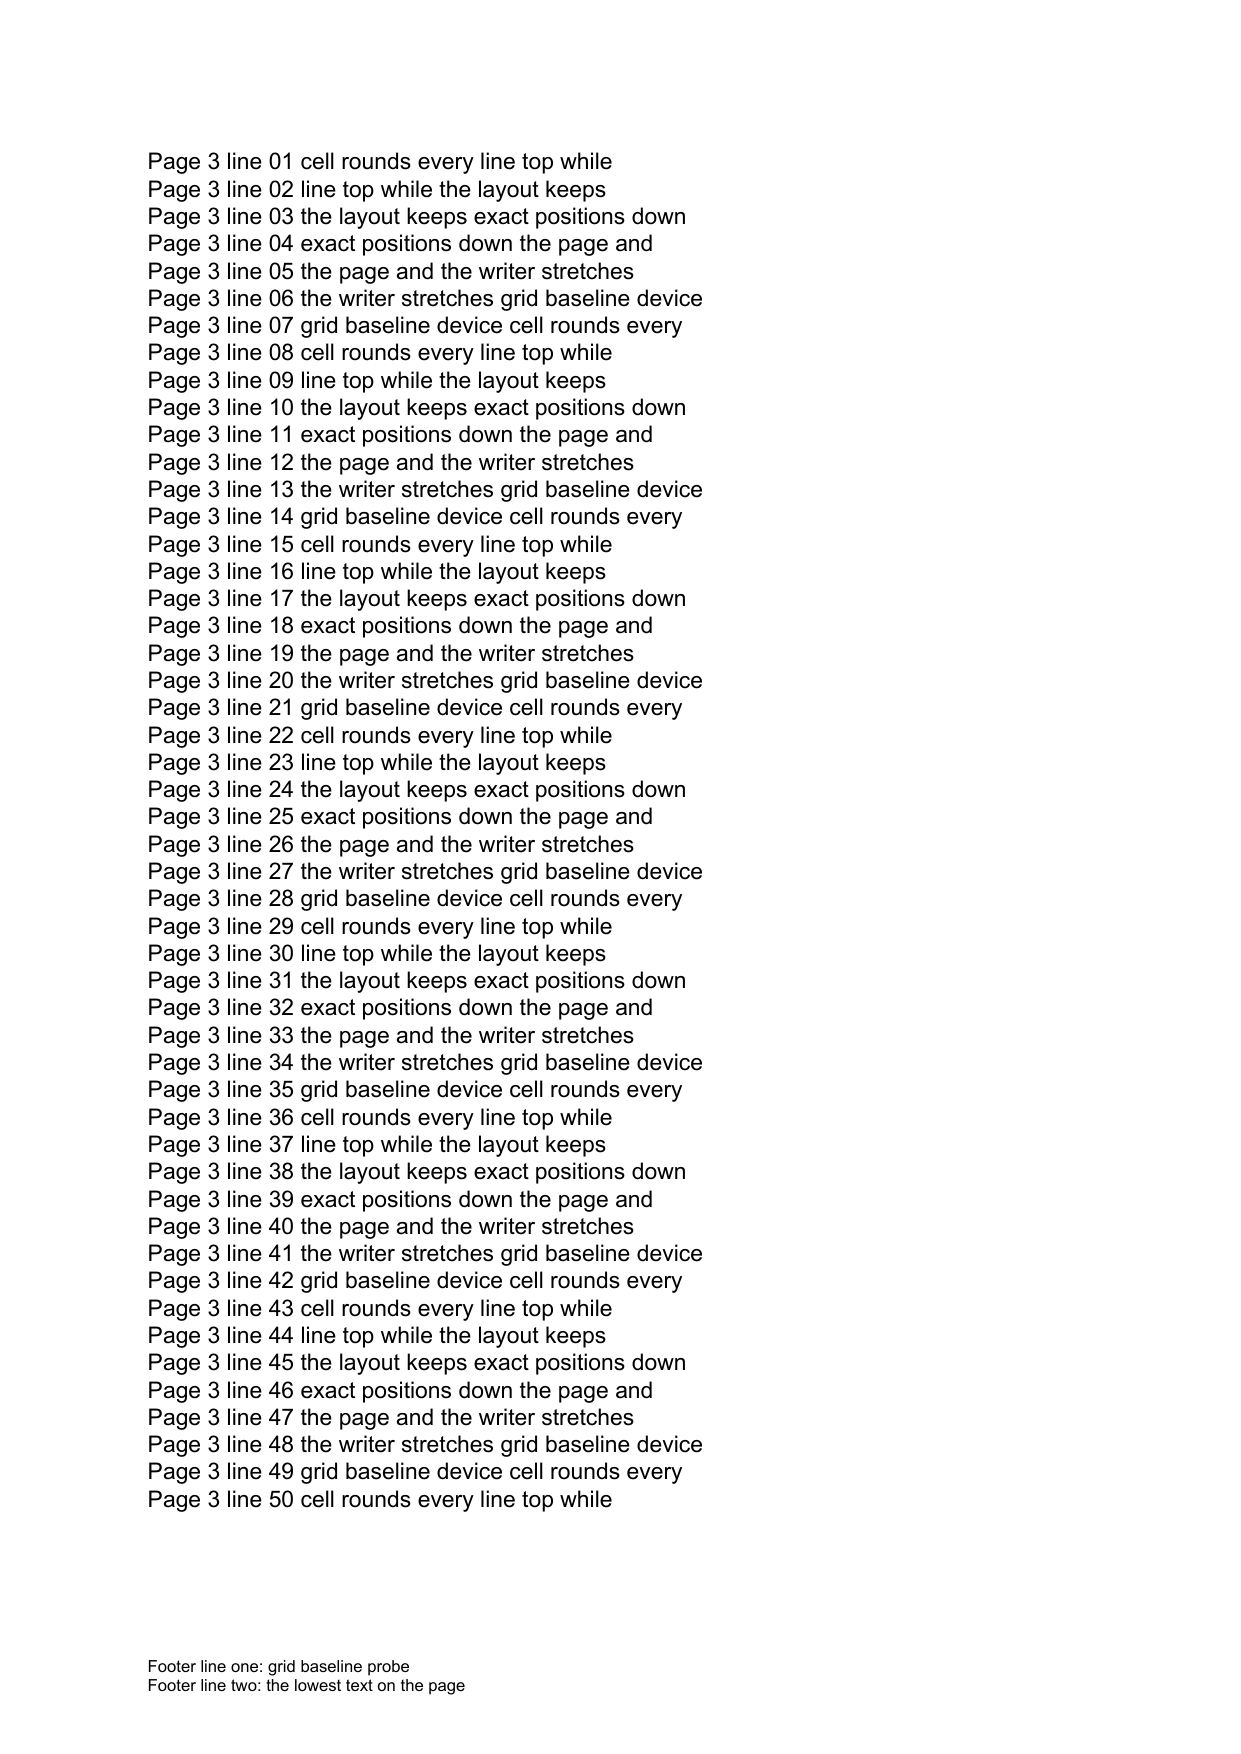 Page 3 line 01 cell rounds every line top while
Page 3 line 02 line top while the layout keeps
Page 3 line 03 the layout keeps exact positions down
Page 3 line 04 exact positions down the page and
Page 3 line 05 the page and the writer stretches
Page 3 line 06 the writer stretches grid baseline device
Page 3 line 07 grid baseline device cell rounds every
Page 3 line 08 cell rounds every line top while
Page 3 line 09 line top while the layout keeps
Page 3 line 10 the layout keeps exact positions down
Page 3 line 11 exact positions down the page and
Page 3 line 12 the page and the writer stretches
Page 3 line 13 the writer stretches grid baseline device
Page 3 line 14 grid baseline device cell rounds every
Page 3 line 15 cell rounds every line top while
Page 3 line 16 line top while the layout keeps
Page 3 line 17 the layout keeps exact positions down
Page 3 line 18 exact positions down the page and
Page 3 line 19 the page and the writer stretches
Page 3 line 20 the writer stretches grid baseline device
Page 3 line 21 grid baseline device cell rounds every
Page 3 line 22 cell rounds every line top while
Page 3 line 23 line top while the layout keeps
Page 3 line 24 the layout keeps exact positions down
Page 3 line 25 exact positions down the page and
Page 3 line 26 the page and the writer stretches
Page 3 line 27 the writer stretches grid baseline device
Page 3 line 28 grid baseline device cell rounds every
Page 3 line 29 cell rounds every line top while
Page 3 line 30 line top while the layout keeps
Page 3 line 31 the layout keeps exact positions down
Page 3 line 32 exact positions down the page and
Page 3 line 33 the page and the writer stretches
Page 3 line 34 the writer stretches grid baseline device
Page 3 line 35 grid baseline device cell rounds every
Page 3 line 36 cell rounds every line top while
Page 3 line 37 line top while the layout keeps
Page 3 line 38 the layout keeps exact positions down
Page 3 line 39 exact positions down the page and
Page 3 line 40 the page and the writer stretches
Page 3 line 41 the writer stretches grid baseline device
Page 3 line 42 grid baseline device cell rounds every
Page 3 line 43 cell rounds every line top while
Page 3 line 44 line top while the layout keeps
Page 3 line 45 the layout keeps exact positions down
Page 3 line 46 exact positions down the page and
Page 3 line 47 the page and the writer stretches
Page 3 line 48 the writer stretches grid baseline device
Page 3 line 49 grid baseline device cell rounds every
Page 3 line 50 cell rounds every line top while
Footer line one: grid baseline probe
Footer line two: the lowest text on the page